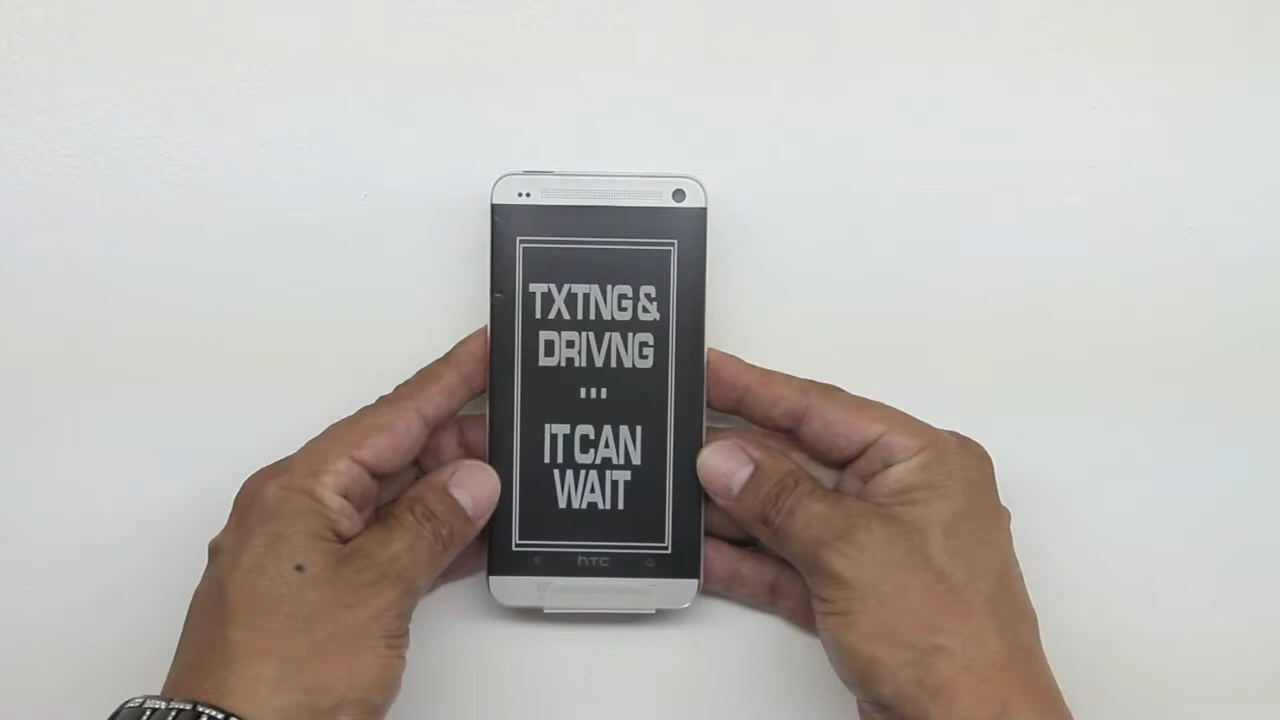 TXTNG &
DRIVNG
...
IT CAN
WAIT
hTC